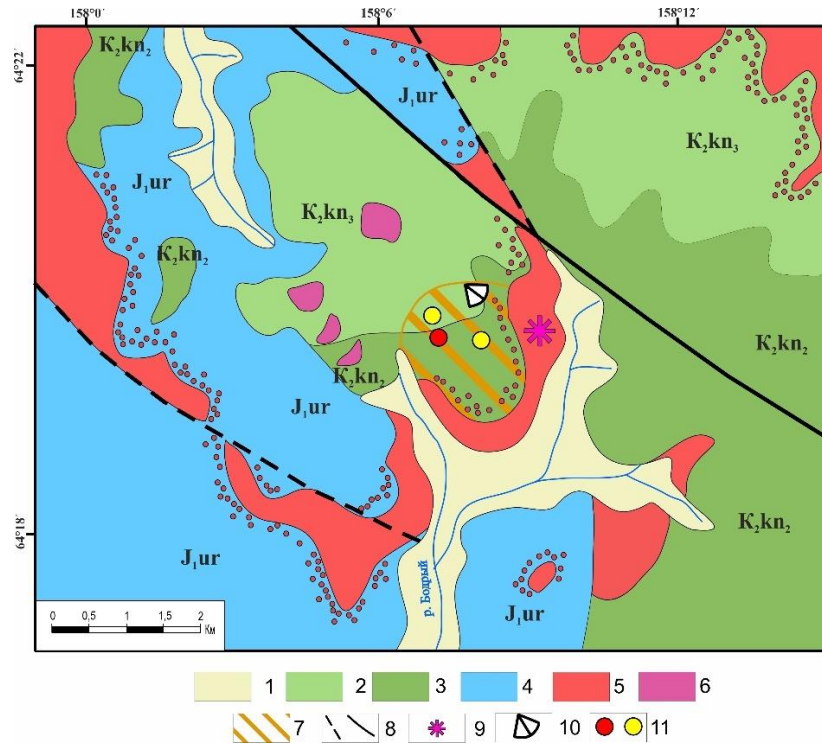 158°0'
158°6'
158°12'
64°22'
K₂kn₂
J₁ur
K₂kn₃
J₁ur
K₂kn₃
K₂kn₂
K₂kn₂
K₂kn₂
J₁ur
64°18'
K₂kn₂
J₁ur
J₁ur
р. Бодрый
0 0,5 1 2
Км
1 2 3 4 5 6
7 8 9 10 11